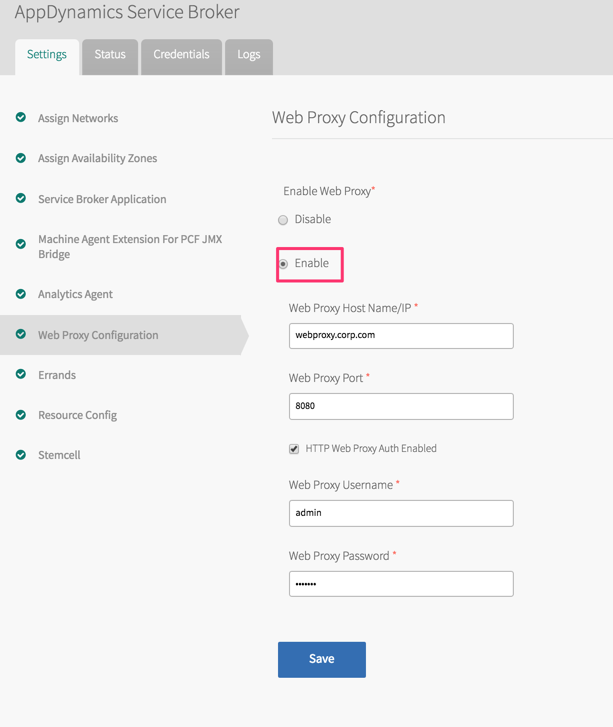 AppDynamics Service Broker
Settings
Status
Credentials
Logs
Assign Networks
Assign Availability Zones
Service Broker Application
Machine Agent Extension For PCF JMX
Bridge
Analytics Agent
Web Proxy Configuration
Errands
Resource Config
Stemcell
Web Proxy Configuration
Enable Web Proxy*
Disable
Enable
Web Proxy Host Name/IP *
webproxy.corp.com
Web Proxy Port *
8080
HTTP Web Proxy Auth Enabled
Web Proxy Username *
admin
Web Proxy Password *
•••••••
Save